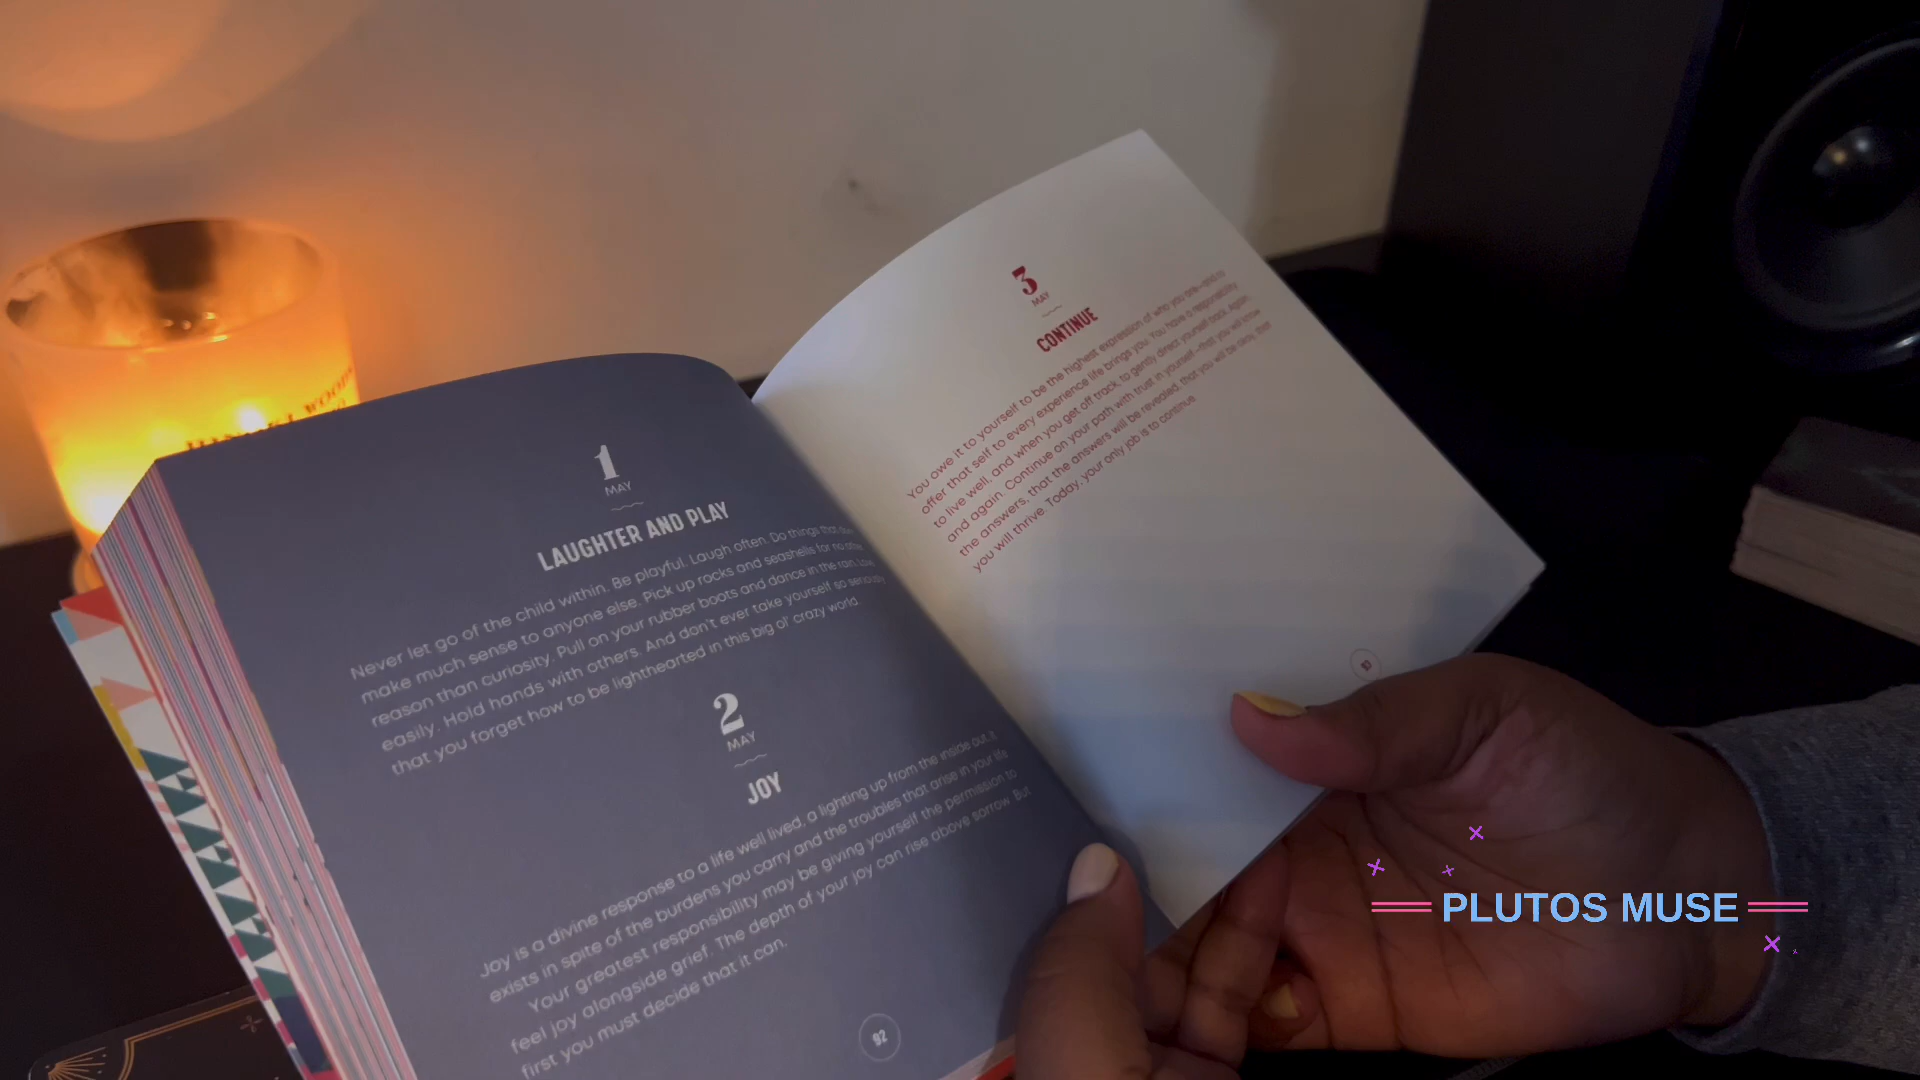 1
MAY
LAUGHTER AND PLAY
Never let go of the child within. Be playful. Laugh often. Do things that don't
make much sense to anyone else. Pick up rocks and seashells for no other
reason than curiosity. Pull on your rubber boots and dance in the rain. Love
easily. Hold hands with others. And don't ever take yourself so seriously
that you forget how to be lighthearted in this big ol' crazy world.
2
MAY
JOY
Joy is a divine response to a life well lived, a lighting up from the inside out. It
exists in spite of the burdens you carry and the troubles that arise in your life
Your greatest responsibility may be giving yourself the permission to
feel joy alongside grief. The depth of your joy can rise above sorrow. But
first you must decide that it can.
92
3
MAY
CONTINUE
You owe it to yourself to be the highest expression of who you are—and to
offer that self to every experience life brings you. You have a responsibility
to live well, and when you get off track, to gently direct yourself back. Again
and again. Continue on your path with trust in yourself—that you will know
the answers, that the answers will be revealed, that you will be okay, that
you will thrive. Today, your only job is to continue.
PLUTOS MUSE